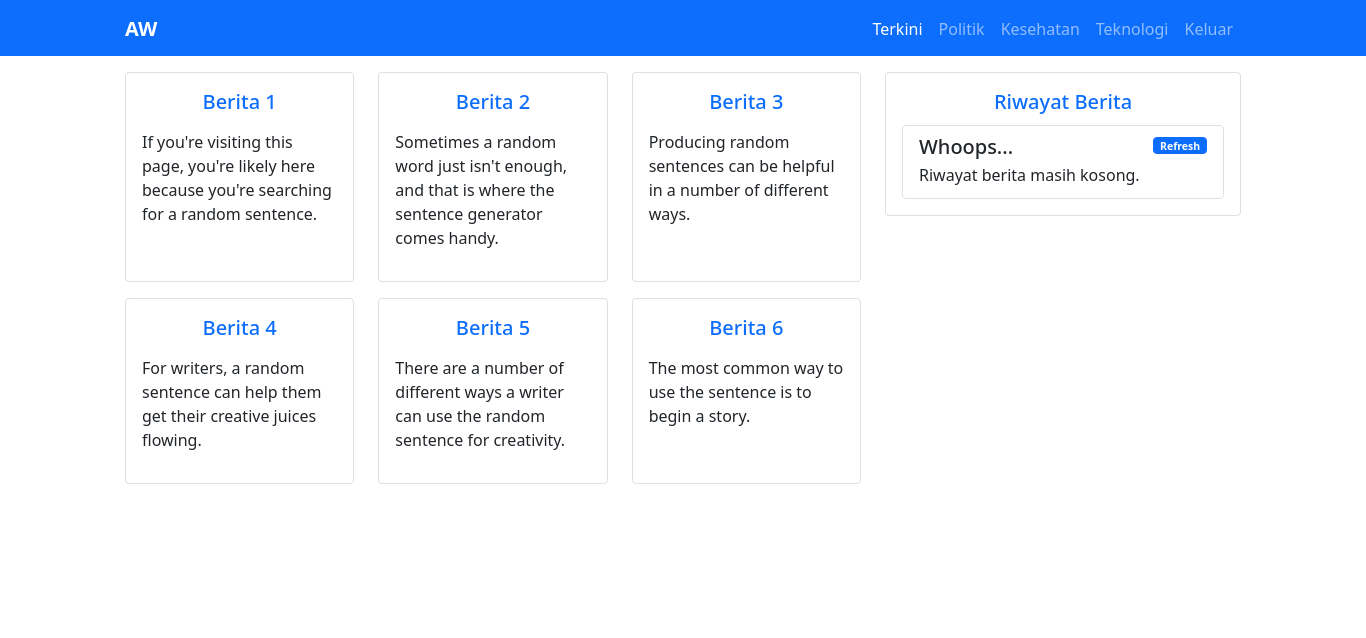 AW
Terkini Politik Kesehatan Teknologi Keluar
Berita 1
If you're visiting this
page, you're likely here
because you're searching
for a random sentence.
Berita 2
Sometimes a random
word just isn't enough,
and that is where the
sentence generator
comes handy.
Berita 3
Producing random
sentences can be helpful
in a number of different
ways.
Riwayat Berita
Whoops...
Refresh
Riwayat berita masih kosong.
Berita 4
For writers, a random
sentence can help them
get their creative juices
flowing.
Berita 5
There are a number of
different ways a writer
can use the random
sentence for creativity.
Berita 6
The most common way to
use the sentence is to
begin a story.